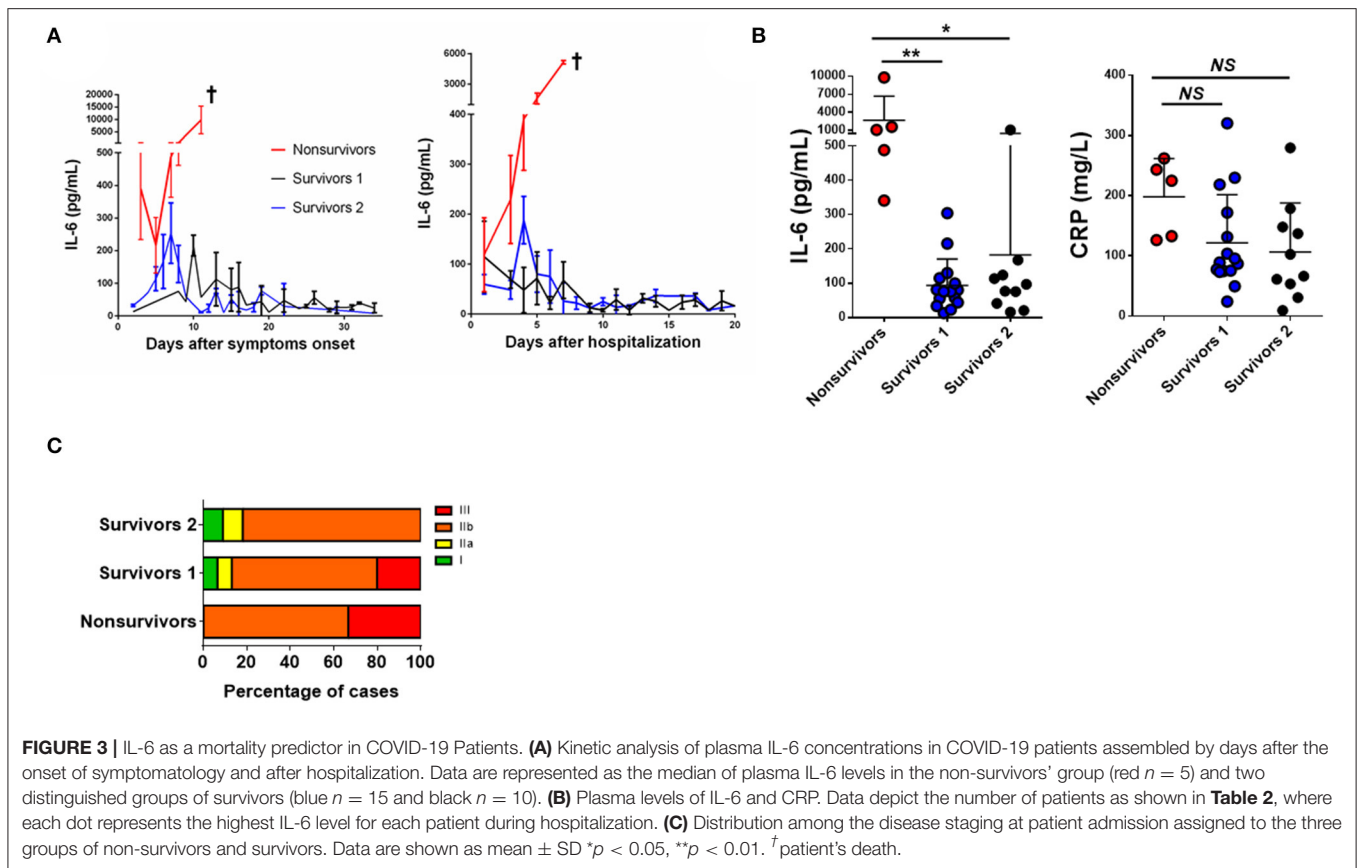 A
20000
15000
10000
5000
500
400
300
200
100
0
IL-6 (pg/mL)
†
Nonsurvivors
Survivors 1
Survivors 2
0
10
20
30
Days after symptoms onset
6000
3000
400
300
200
100
0
IL-6 (pg/mL)
†
0
5
10
15
20
Days after hospitalization
B
*
**
10000
7000
4000
1000
500
400
300
200
100
0
IL-6 (pg/mL)
Nonsurvivors
Survivors 1
Survivors 2
NS
NS
400
300
200
100
0
CRP (mg/L)
Nonsurvivors
Survivors 1
Survivors 2
C
Survivors 2
Survivors 1
Nonsurvivors
III
IIb
IIa
I
0 20 40 60 80 100
Percentage of cases
FIGURE 3 | IL-6 as a mortality predictor in COVID-19 Patients. (A) Kinetic analysis of plasma IL-6 concentrations in COVID-19 patients assembled by days after the
onset of symptomatology and after hospitalization. Data are represented as the median of plasma IL-6 levels in the non-survivors' group (red n = 5) and two
distinguished groups of survivors (blue n = 15 and black n = 10). (B) Plasma levels of IL-6 and CRP. Data depict the number of patients as shown in Table 2, where
each dot represents the highest IL-6 level for each patient during hospitalization. (C) Distribution among the disease staging at patient admission assigned to the three
groups of non-survivors and survivors. Data are shown as mean ± SD *p < 0.05, **p < 0.01. †patient's death.